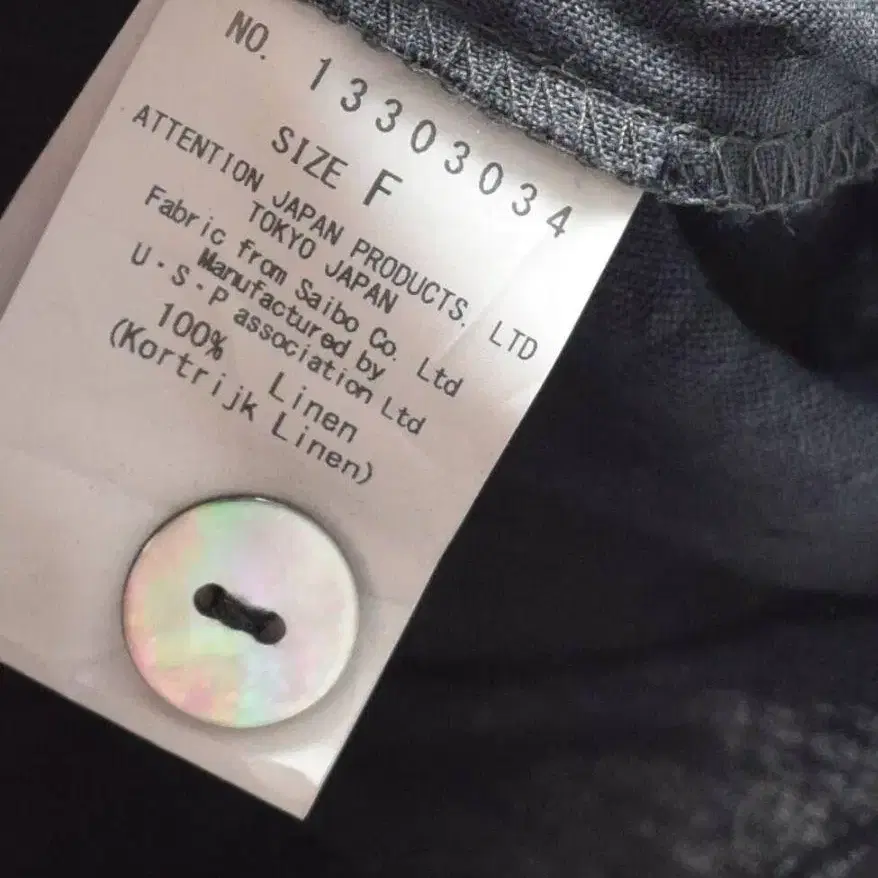 NO. 1330304
SIZE F
ATTENTION JAPAN PRODUCTS. LTD
TOKYO JAPAN
Fabric from Saibo Co. Ltd
Manufactured by
U・S・P association Ltd
100% Linen
(Kortrijk Linen)